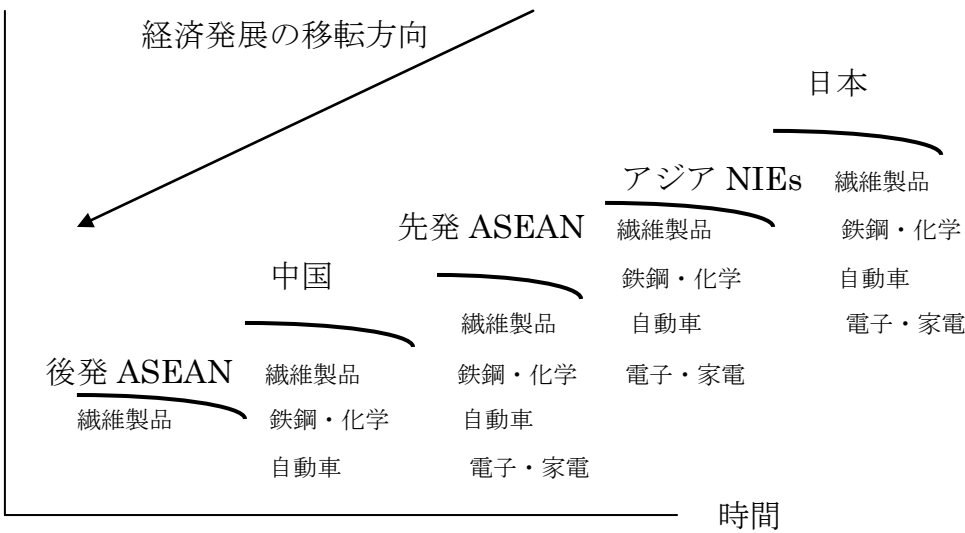 経済発展の移転方向
日本
繊維製品
鉄鋼・化学
自動車
電子・家電
アジア NIEs
繊維製品
鉄鋼・化学
自動車
電子・家電
先発 ASEAN
繊維製品
鉄鋼・化学
自動車
電子・家電
中国
繊維製品
鉄鋼・化学
自動車
後発 ASEAN
繊維製品
時間